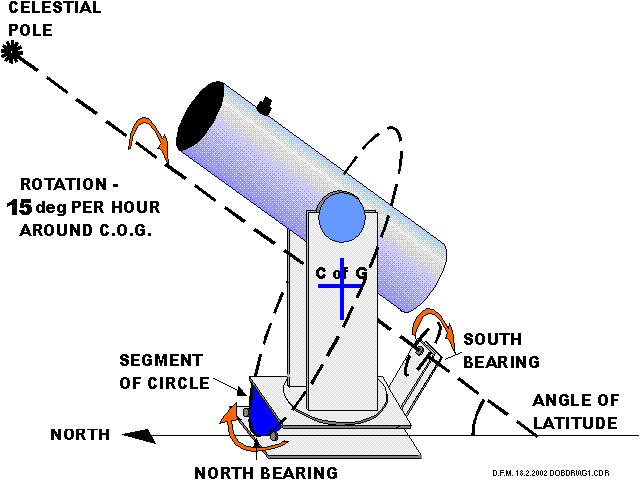 CELESTIAL
POLE
ROTATION -
15 deg PER HOUR
AROUND C.O.G.
C of G
SOUTH
BEARING
SEGMENT
OF CIRCLE
ANGLE OF
LATITUDE
NORTH
NORTH BEARING
D.F.M. 18.2.2002 DOBDRIAG1.CDR